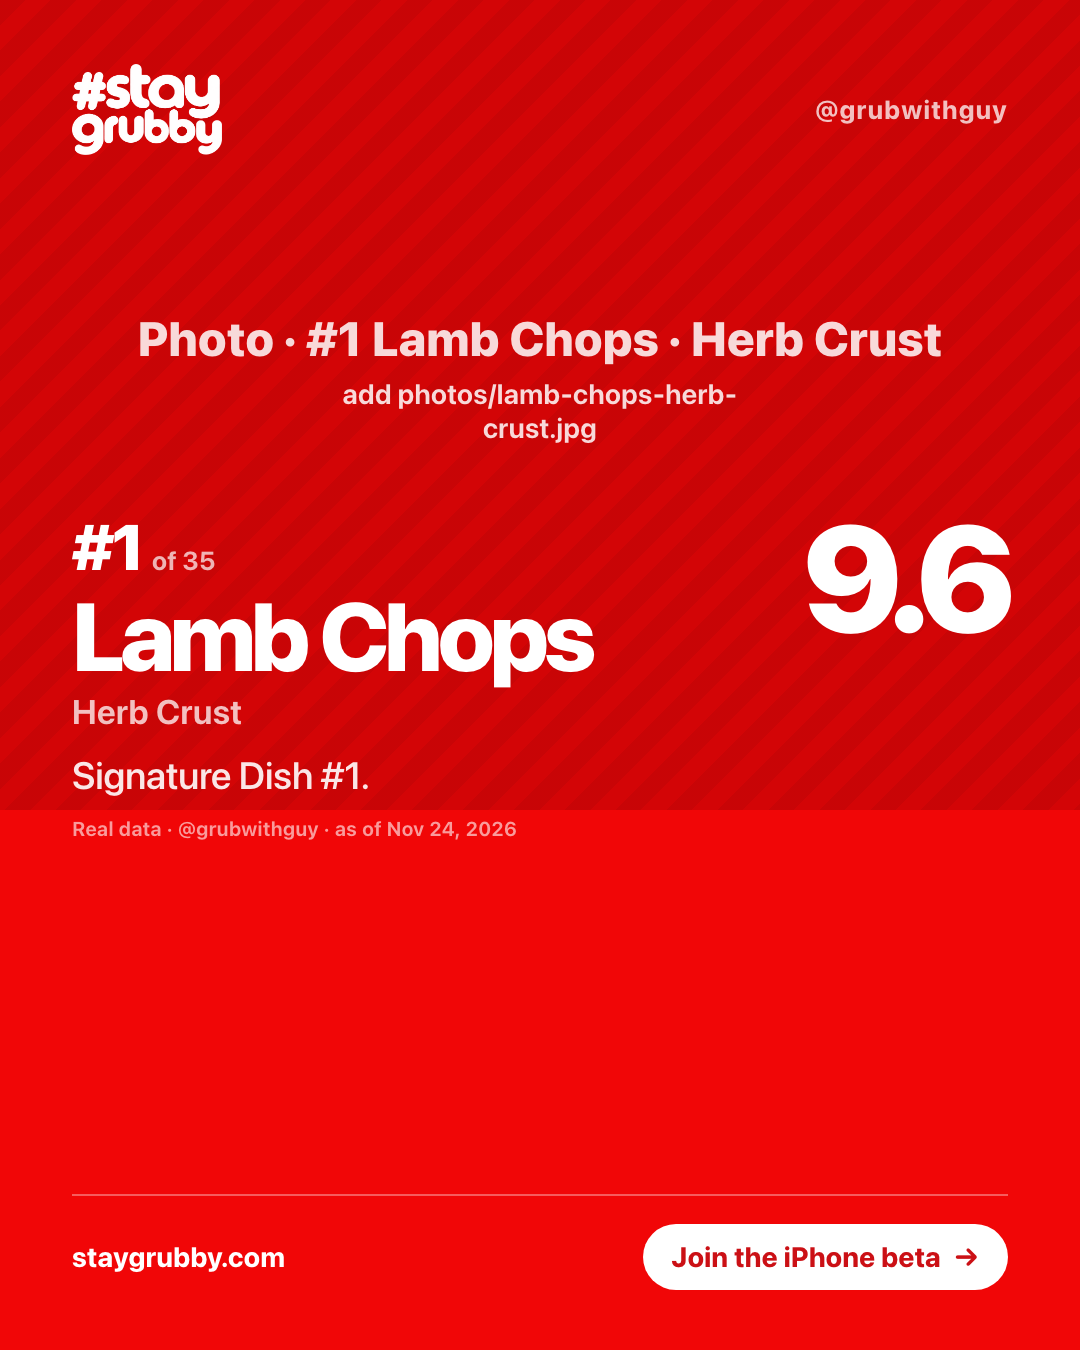 #stay
grubby
@grubwithguy
Photo · #1 Lamb Chops · Herb Crust
add photos/lamb-chops-herb-
crust.jpg
#1 of 35
9.6
Lamb Chops
Herb Crust
Signature Dish #1.
Real data · @grubwithguy · as of Nov 24, 2026
staygrubby.com
Join the iPhone beta →